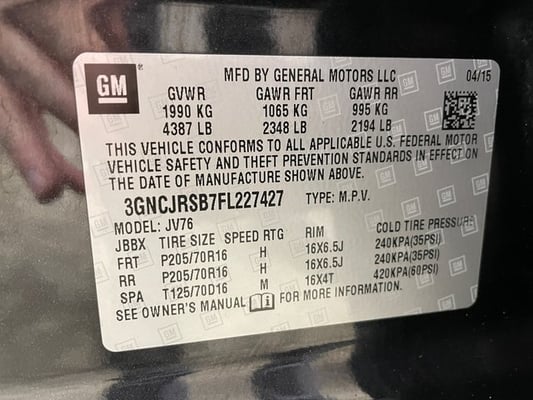 GM
MFD BY GENERAL MOTORS LLC 04/15
GVWR GAWR FRT GAWR RR
1990 KG 1065 KG 995 KG
4387 LB 2348 LB 2194 LB
THIS VEHICLE CONFORMS TO ALL APPLICABLE U.S. FEDERAL MOTOR
VEHICLE SAFETY AND THEFT PREVENTION STANDARDS IN EFFECT ON
THE DATE OF MANUFACTURE SHOWN ABOVE.
3GNCJRSB7FL227427 TYPE: M.P.V.
MODEL: JV76
JBBX TIRE SIZE SPEED RTG RIM COLD TIRE PRESSURE
FRT P205/70R16 H 16X6.5J 240KPA(35PSI)
RR P205/70R16 H 16X6.5J 240KPA(35PSI)
SPA T125/70D16 M 16X4T 420KPA(60PSI)
SEE OWNER'S MANUAL FOR MORE INFORMATION.